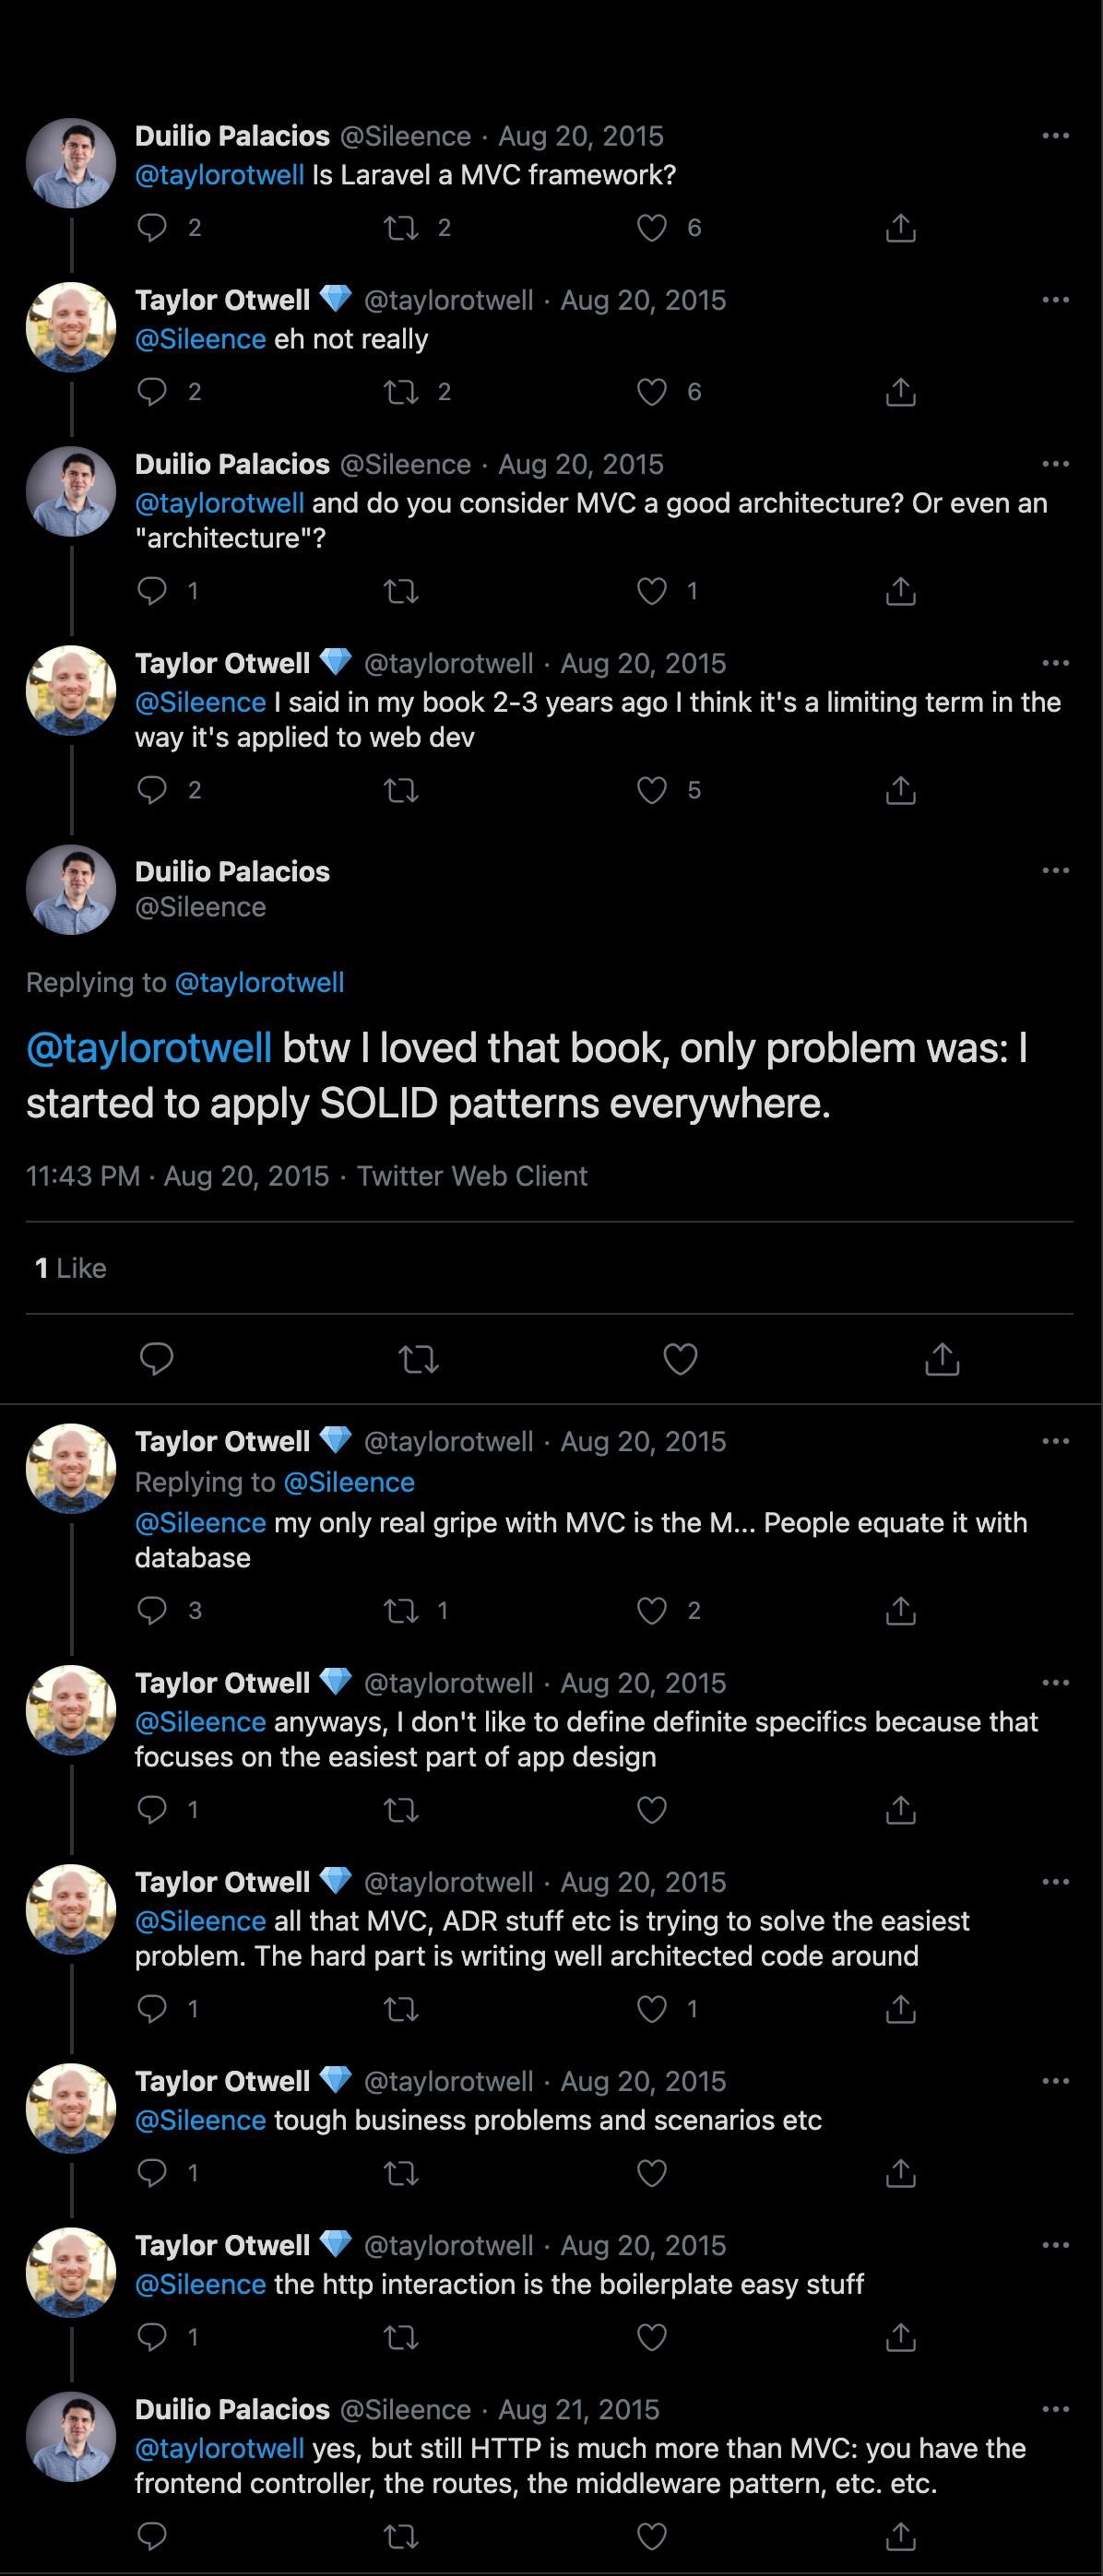 Duilio Palacios @Sileence · Aug 20, 2015
@taylorotwell Is Laravel a MVC framework?
2 2 6
Taylor Otwell 💎 @taylorotwell · Aug 20, 2015
@Sileence eh not really
2 2 6
Duilio Palacios @Sileence · Aug 20, 2015
@taylorotwell and do you consider MVC a good architecture? Or even an
"architecture"?
1 1
Taylor Otwell 💎 @taylorotwell · Aug 20, 2015
@Sileence I said in my book 2-3 years ago I think it's a limiting term in the
way it's applied to web dev
2 5
Duilio Palacios
@Sileence
Replying to @taylorotwell
@taylorotwell btw I loved that book, only problem was: I
started to apply SOLID patterns everywhere.
11:43 PM · Aug 20, 2015 · Twitter Web Client
1 Like
Taylor Otwell 💎 @taylorotwell · Aug 20, 2015
Replying to @Sileence
@Sileence my only real gripe with MVC is the M... People equate it with
database
3 1 2
Taylor Otwell 💎 @taylorotwell · Aug 20, 2015
@Sileence anyways, I don't like to define definite specifics because that
focuses on the easiest part of app design
1
Taylor Otwell 💎 @taylorotwell · Aug 20, 2015
@Sileence all that MVC, ADR stuff etc is trying to solve the easiest
problem. The hard part is writing well architected code around
1 1
Taylor Otwell 💎 @taylorotwell · Aug 20, 2015
@Sileence tough business problems and scenarios etc
1
Taylor Otwell 💎 @taylorotwell · Aug 20, 2015
@Sileence the http interaction is the boilerplate easy stuff
1
Duilio Palacios @Sileence · Aug 21, 2015
@taylorotwell yes, but still HTTP is much more than MVC: you have the
frontend controller, the routes, the middleware pattern, etc. etc.